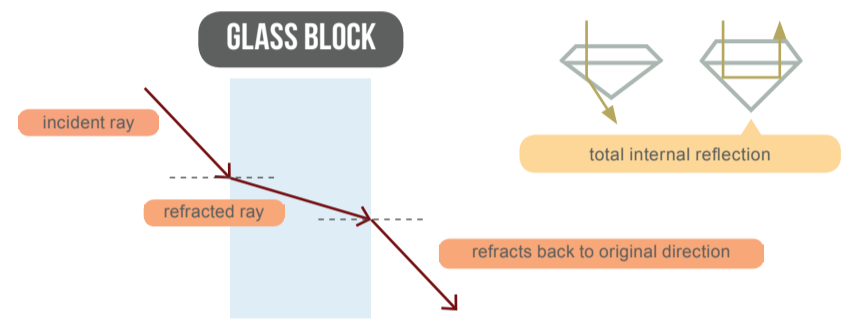 GLASS BLOCK
incident ray
total internal reflection
refracted ray
refracts back to original direction